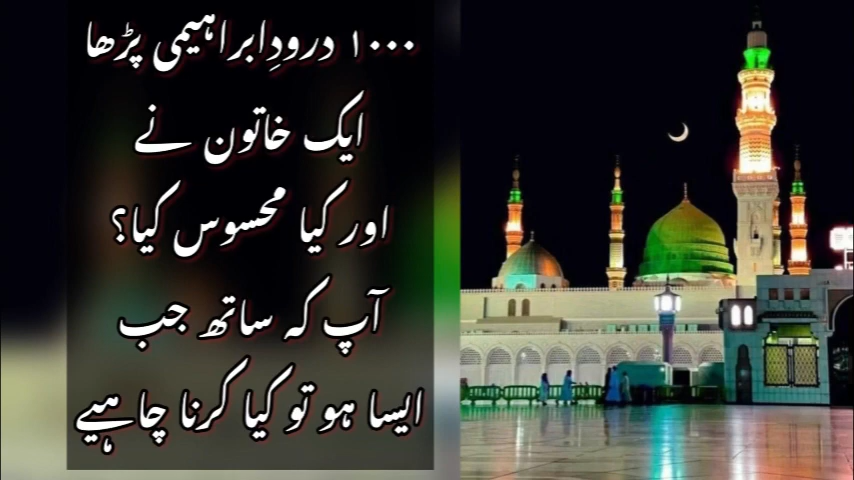 ۱۰۰۰ درودِابراہیمی پڑھا
ایک خاتون نے
اور کیا محسوس کیا؟
آپ کہ ساتھ جب
ایسا ہو تو کیا کرنا چاہیے